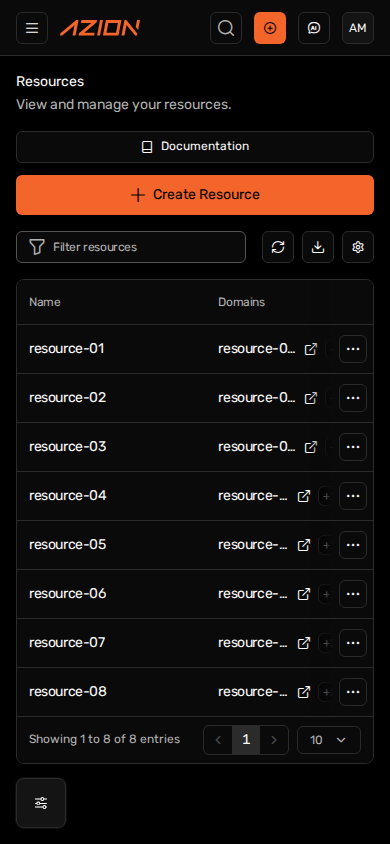 AZION
AI
AM
Resources
View and manage your resources.
Documentation
Create Resource
Filter resources
Name Domains
resource-01 resource-0...
resource-02 resource-0...
resource-03 resource-0...
resource-04 resource-... +
resource-05 resource-... +
resource-06 resource-... +
resource-07 resource-... +
resource-08 resource-... +
Showing 1 to 8 of 8 entries 1 10